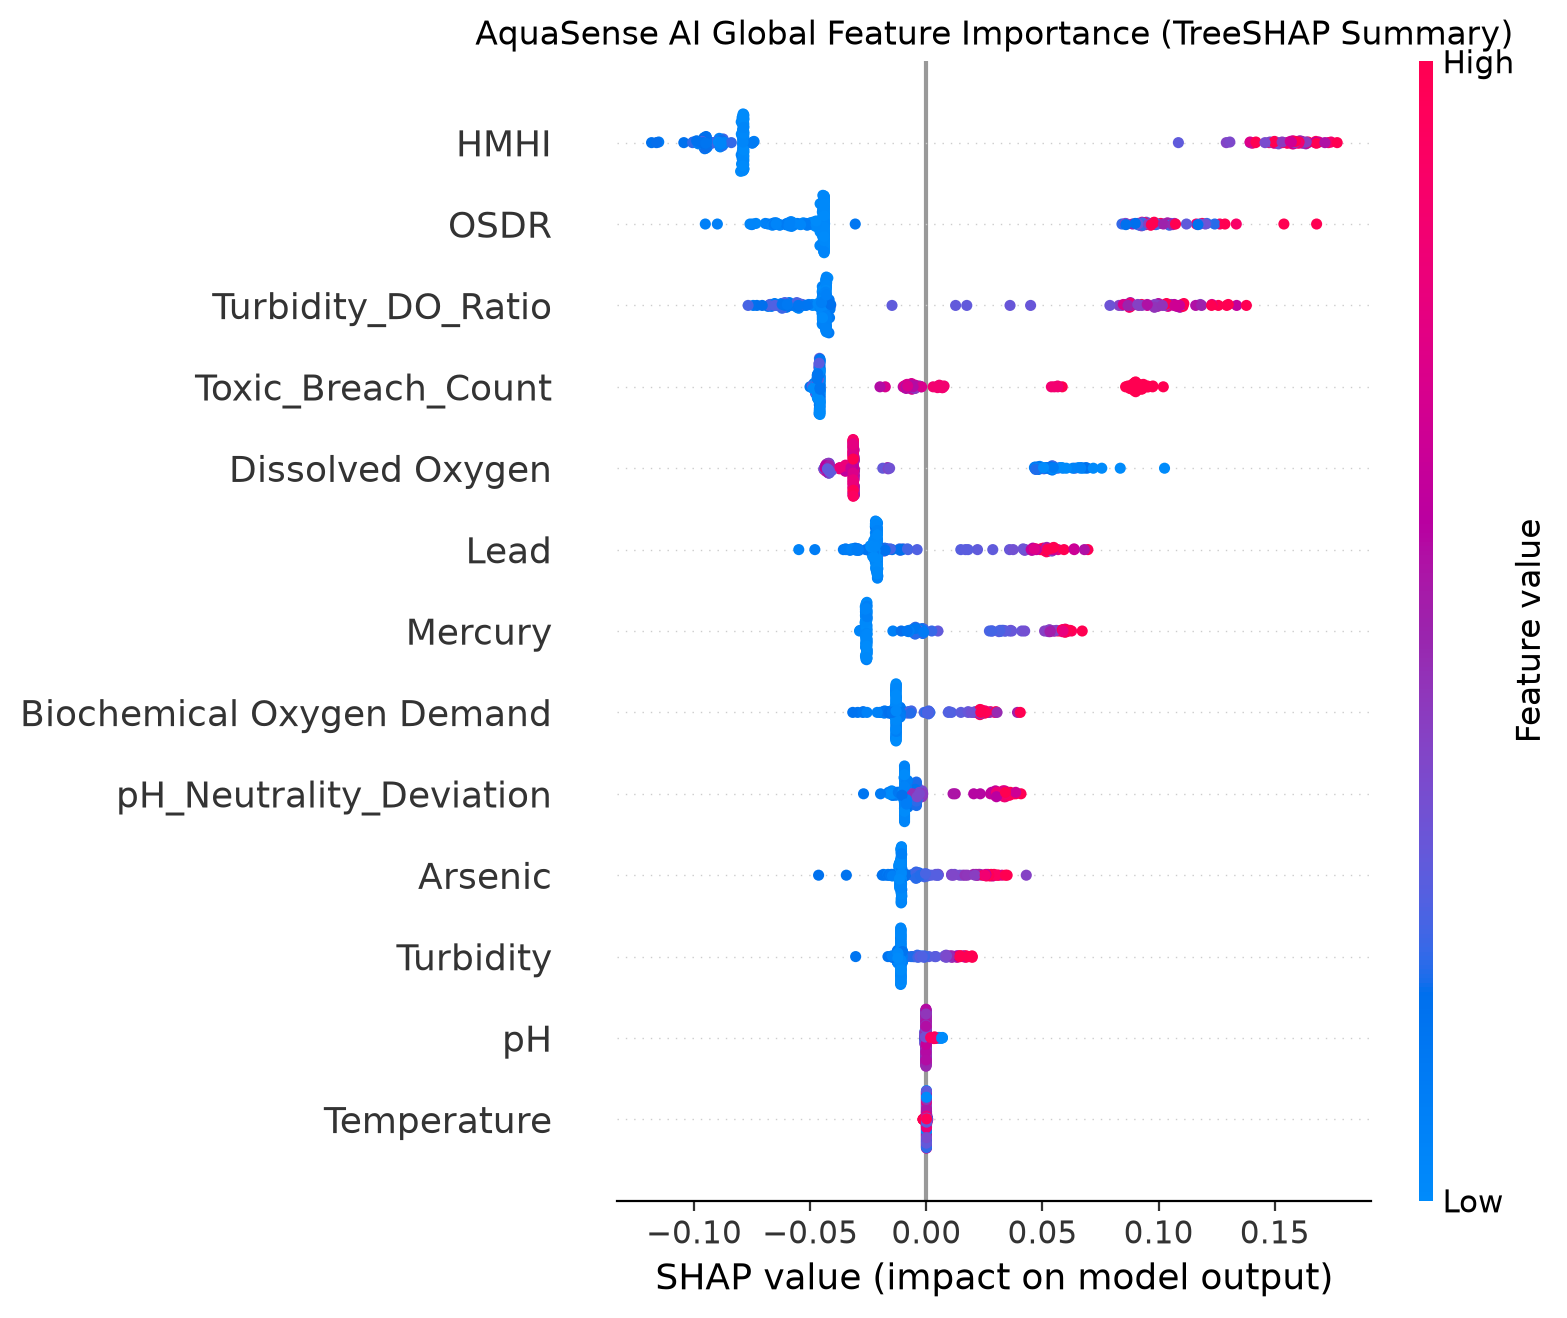 AquaSense AI Global Feature Importance (TreeSHAP Summary)
High
HMHI
OSDR
Turbidity_DO_Ratio
Toxic_Breach_Count
Dissolved Oxygen
Lead
Mercury
Biochemical Oxygen Demand
pH_Neutrality_Deviation
Arsenic
Turbidity
pH
Temperature
Feature value
Low
−0.10 −0.05 0.00 0.05 0.10 0.15
SHAP value (impact on model output)